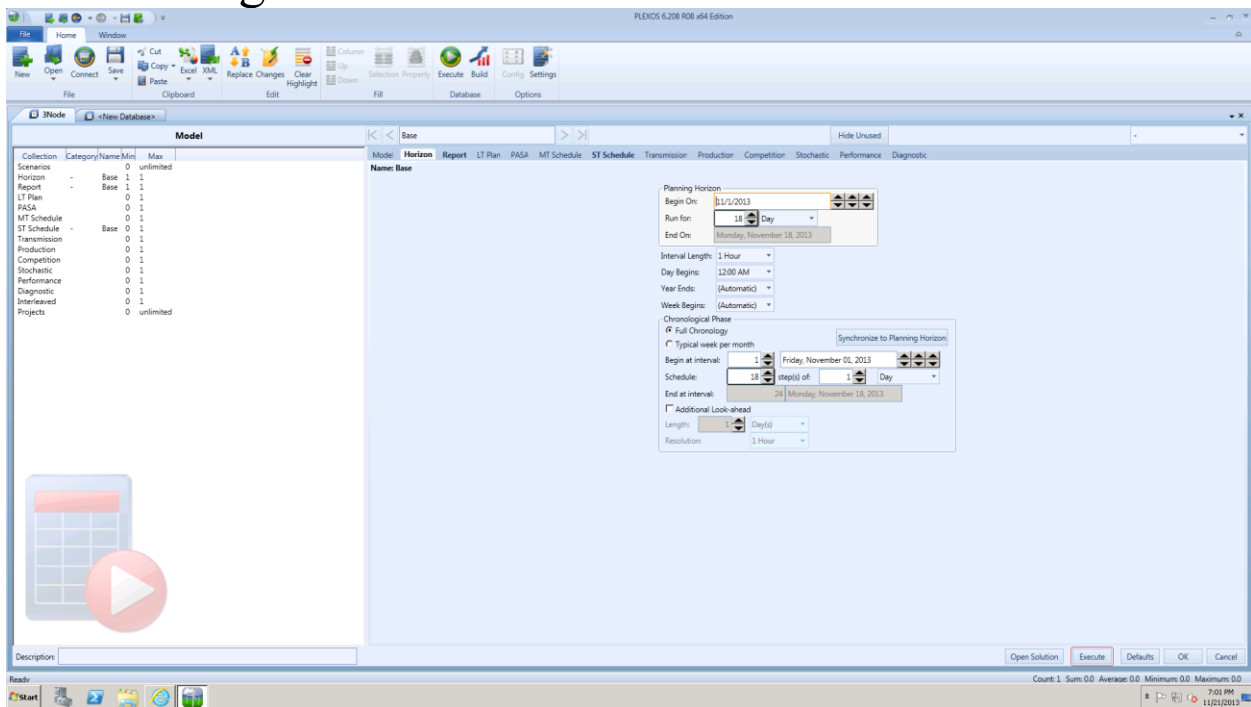 PLEXOS 6.208 R08 x64 Edition
File Home Window
New Open Connect Save Cut Copy Paste Excel XML Replace Changes Clear Highlight Column Up Down Selection Property Execute Build Config Settings
File Clipboard Edit Fill Database Options
3Node <New Database>
Model
Base
Hide Unused
-
Collection Category Name Min Max
Scenarios 0 unlimited
Horizon - Base 1 1
Report - Base 1 1
LT Plan 0 1
PASA 0 1
MT Schedule 0 1
ST Schedule - Base 0 1
Transmission 0 1
Production 0 1
Competition 0 1
Stochastic 0 1
Performance 0 1
Diagnostic 0 1
Interleaved 0 1
Projects 0 unlimited
Model Horizon Report LT Plan PASA MT Schedule ST Schedule Transmission Production Competition Stochastic Performance Diagnostic
Name: Base
Planning Horizon
Begin On: 11/1/2013
Run for: 18 Day
End On: Monday, November 18, 2013
Interval Length: 1 Hour
Day Begins: 12:00 AM
Year Ends: (Automatic)
Week Begins: (Automatic)
Chronological Phase
Full Chronology
Typical week per month
Synchronize to Planning Horizon
Begin at interval: 1 Friday, November 01, 2013
Schedule: 18 step(s) of: 1 Day
End at interval: 24 Monday, November 18, 2013
Additional Look-ahead
Length: 1 Day(s)
Resolution: 1 Hour
Description:
Open Solution Execute Defaults OK Cancel
Ready
Count: 1 Sum: 0.0 Average: 0.0 Minimum: 0.0 Maximum: 0.0
Start
7:01 PM
11/21/2013